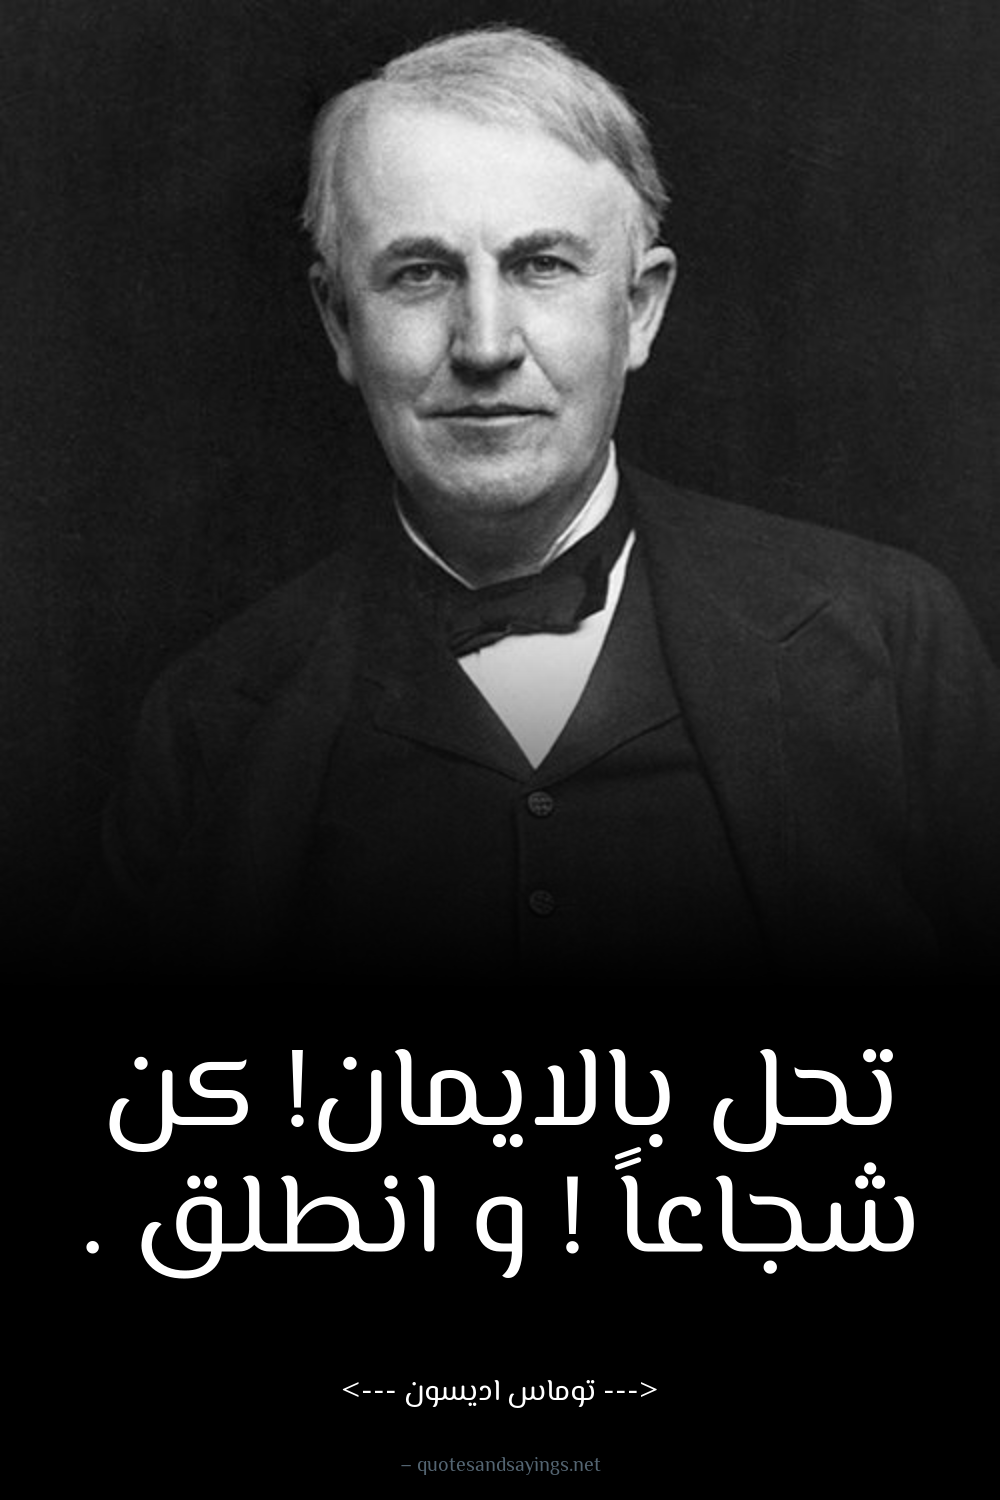 تحل بالايمان! كن
شجاعاً ! و انطلق .
<--- توماس اديسون --->
– quotesandsayings.net